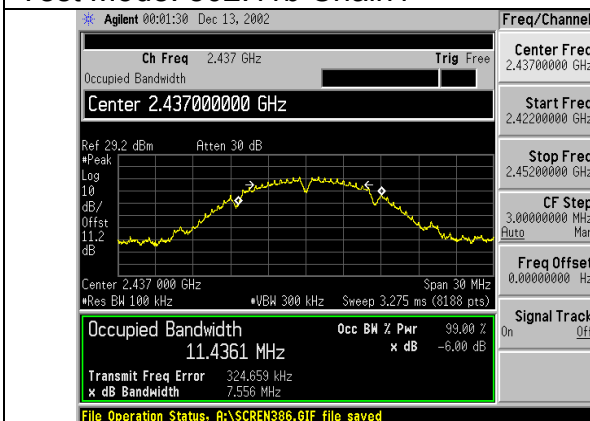 Agilent 00:01:30 Dec 13, 2002
Freq/Channel
Ch Freq 2.437 GHz Trig Free
Occupied Bandwidth
Center 2.437000000 GHz
Center Freq
2.43700000 GHz
Start Freq
2.42200000 GHz
Stop Freq
2.45200000 GHz
CF Step
3.00000000 MHz
Auto Man
Freq Offset
0.00000000 Hz
Signal Track
On Off
Ref 29.2 dBm Atten 30 dB
#Peak
Log
10
dB/
Offst
11.2
dB
Center 2.437 000 GHz Span 30 MHz
#Res BW 100 kHz #VBW 300 kHz Sweep 3.275 ms (8188 pts)
Occupied Bandwidth Occ BW % Pwr 99.00 %
11.4361 MHz x dB -6.00 dB
Transmit Freq Error 324.659 kHz
x dB Bandwidth 7.556 MHz
File Operation Status, A:\SCREN386.GIF file saved